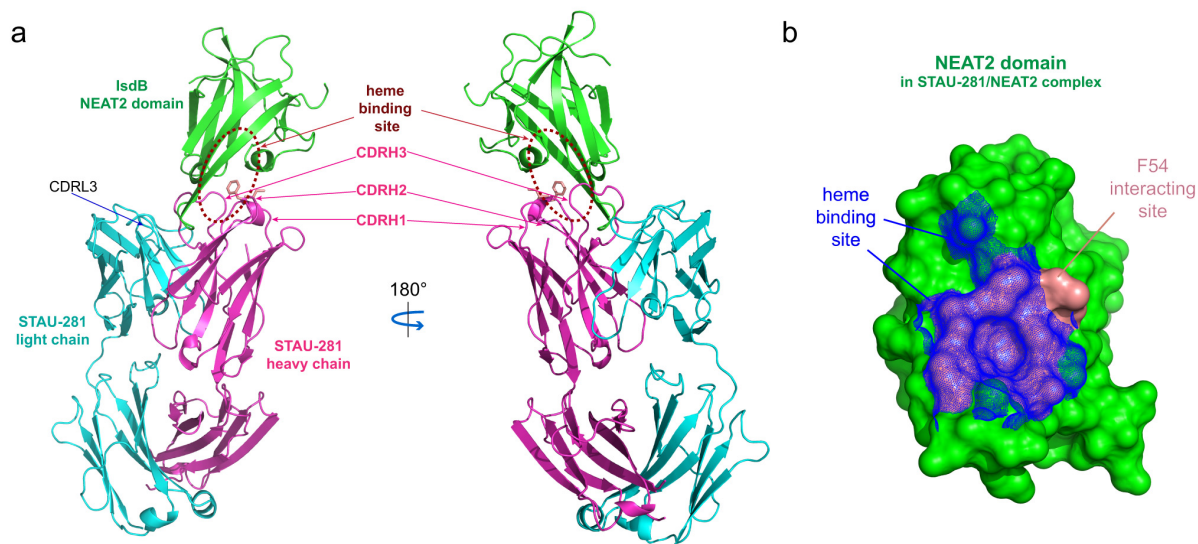 a
IsdB
NEAT2 domain
heme
binding
site
CDRH3
CDRH2
CDRH1
CDRL3
180°
STAU-281
light chain
STAU-281
heavy chain
b
NEAT2 domain
in STAU-281/NEAT2 complex
F54
interacting
site
heme
binding
site